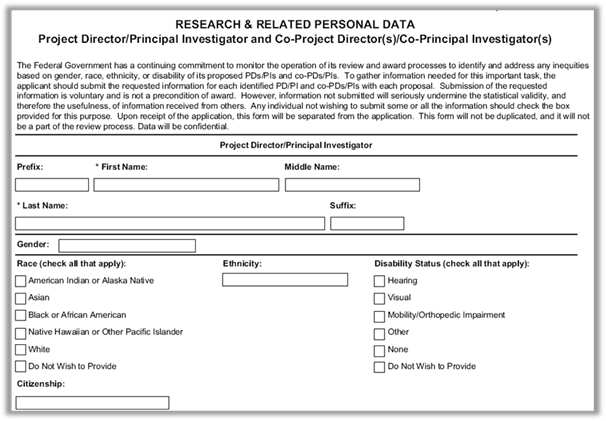 RESEARCH & RELATED PERSONAL DATA
Project Director/Principal Investigator and Co-Project Director(s)/Co-Principal Investigator(s)
The Federal Government has a continuing commitment to monitor the operation of its review and award processes to identify and address any inequities
based on gender, race, ethnicity, or disability of its proposed PDs/PIs and co-PDs/PIs. To gather information needed for this important task, the
applicant should submit the requested information for each identified PD/PI and co-PDs/PIs with each proposal. Submission of the requested
information is voluntary and is not a precondition of award. However, information not submitted will seriously undermine the statistical validity, and
therefore the usefulness, of information received from others. Any individual not wishing to submit some or all the information should check the box
provided for this purpose. Upon receipt of the application, this form will be separated from the application. This form will not be duplicated, and it will not
be a part of the review process. Data will be confidential.
Project Director/Principal Investigator
Prefix: * First Name: Middle Name:
* Last Name: Suffix:
Gender:
Race (check all that apply): Ethnicity: Disability Status (check all that apply):
American Indian or Alaska Native Hearing
Asian Visual
Black or African American Mobility/Orthopedic Impairment
Native Hawaiian or Other Pacific Islander Other
White None
Do Not Wish to Provide Do Not Wish to Provide
Citizenship: